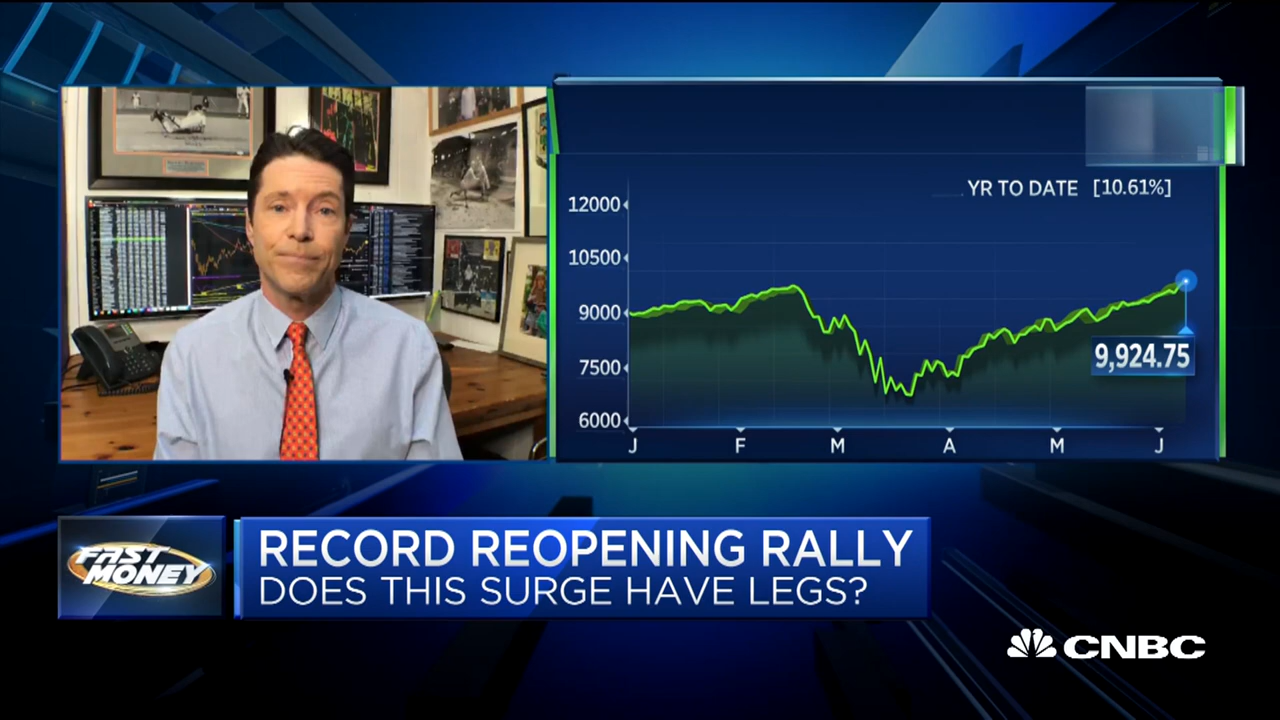 YR TO DATE [10.61%]
12000
10500
9000
7500
6000
9,924.75
J F M A M J
FAST
MONEY
RECORD REOPENING RALLY
DOES THIS SURGE HAVE LEGS?
CNBC